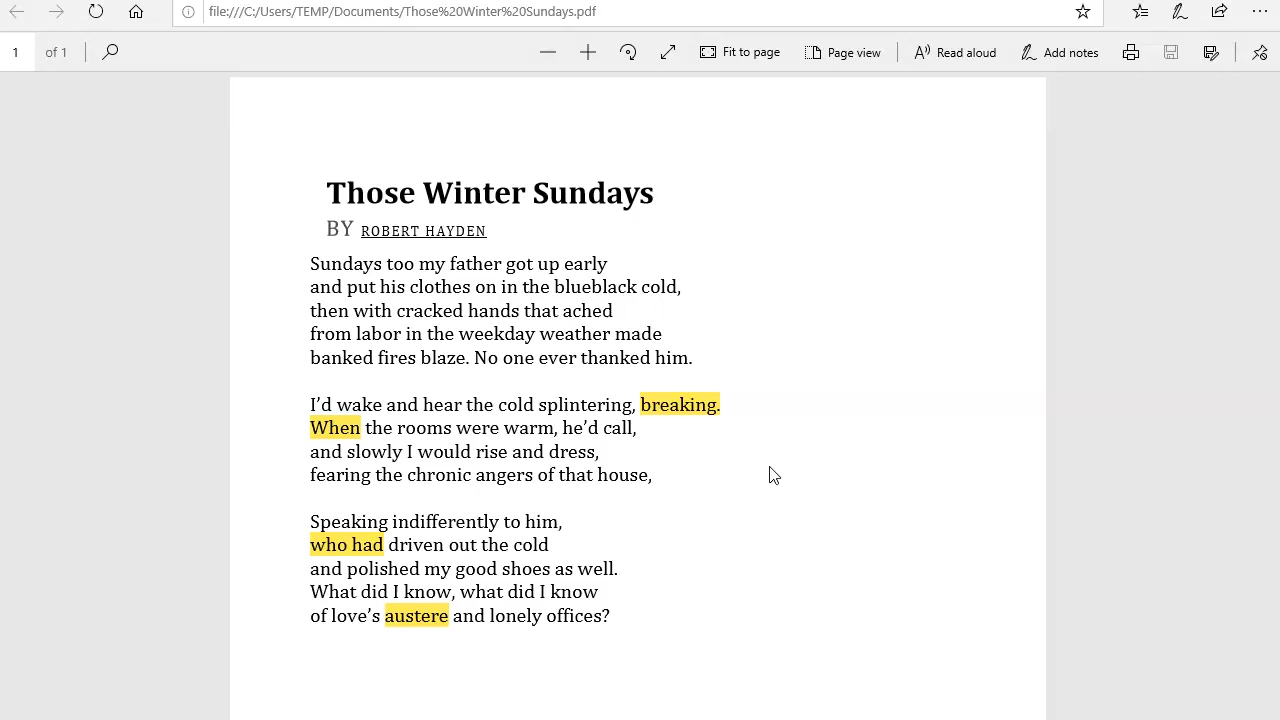 file:///C:/Users/TEMP/Documents/Those%20Winter%20Sundays.pdf
1 of 1 Fit to page Page view Read aloud Add notes
Those Winter Sundays
BY ROBERT HAYDEN
Sundays too my father got up early
and put his clothes on in the blueblack cold,
then with cracked hands that ached
from labor in the weekday weather made
banked fires blaze. No one ever thanked him.
I’d wake and hear the cold splintering, breaking.
When the rooms were warm, he’d call,
and slowly I would rise and dress,
fearing the chronic angers of that house,
Speaking indifferently to him,
who had driven out the cold
and polished my good shoes as well.
What did I know, what did I know
of love’s austere and lonely offices?